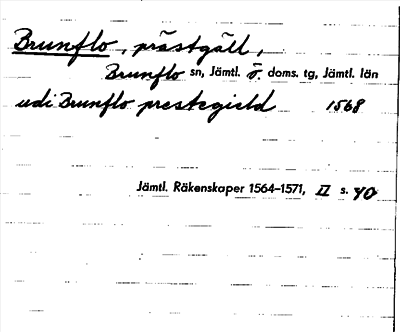 Brunflo, prästgäll,
Brunflo sn, Jämtl. ö. doms. tg, Jämtl. län
udi Brunflo prestegield 1568
Jämtl. Räkenskaper 1564–1571, II s. 40